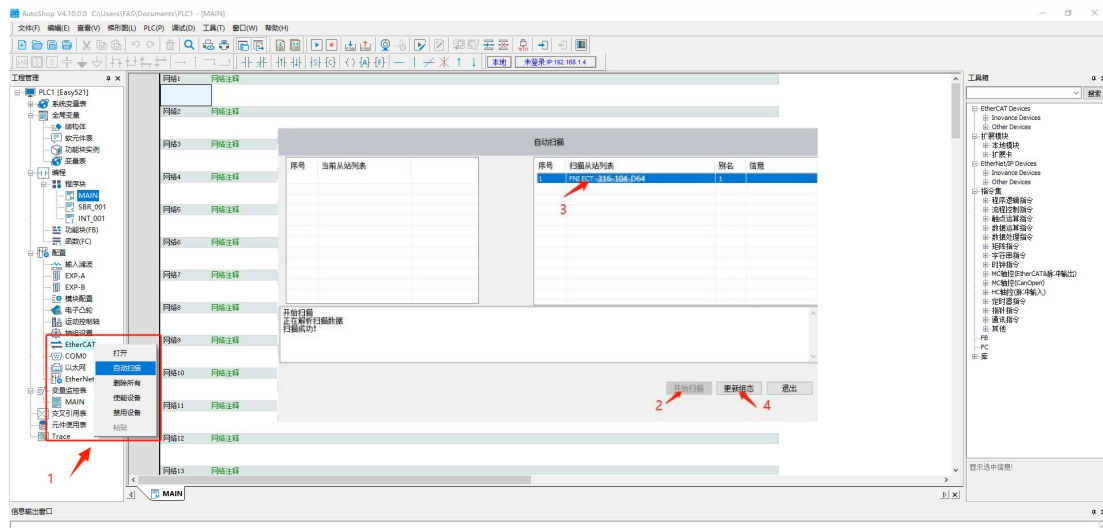 AutoShop V4.10.0.0 C:\Users\FAS\Documents\PLC1 - [MAIN]
文件(F) 编辑(E) 查看(V) 梯形图(L) PLC(P) 调试(D) 工具(T) 窗口(W) 帮助(H)
本地 未登录:IP:192.168.1.4
工程管理
PLC1 [Easy521]
系统变量表
全局变量
结构体
软元件表
功能块实例
变量表
编程
程序块
MAIN
SBR_001
INT_001
功能块(FB)
函数(FC)
配置
输入滤波
EXP-A
EXP-B
模块配置
电子凸轮
运动控制轴
轴组设置
EtherCAT
COM0
以太网
EtherNet
变量监控表
MAIN
交叉引用表
元件使用表
Trace
打开
自动扫描
删除所有
使能设备
禁用设备
粘贴
1
网络1 网络注释
网络2 网络注释
网络3 网络注释
网络4 网络注释
网络5 网络注释
网络6 网络注释
网络7 网络注释
网络8 网络注释
网络9 网络注释
网络10 网络注释
网络11 网络注释
网络12 网络注释
网络13 网络注释
MAIN
自动扫描
序号 当前从站列表
序号 扫描从站列表 别名 信息
1 FNI ECT-316-104-D64 1
3
开始扫描
正在解析扫描数据
扫描成功!
开始扫描 更新组态 退出
2 4
工具箱
搜索
EtherCAT Devices
Inovance Devices
Other Devices
扩展模块
本地模块
扩展卡
EtherNet/IP Devices
Inovance Devices
Other Devices
指令集
程序逻辑指令
流程控制指令
触点运算指令
数据运算指令
数据处理指令
矩阵指令
字符串指令
时钟指令
MC轴控(EtherCAT&脉冲输出)
MC轴控(CanOpen)
HC轴控(脉冲输入)
定时器指令
指针指令
通讯指令
其他
FB
FC
库
显示选中信息!
信息输出窗口